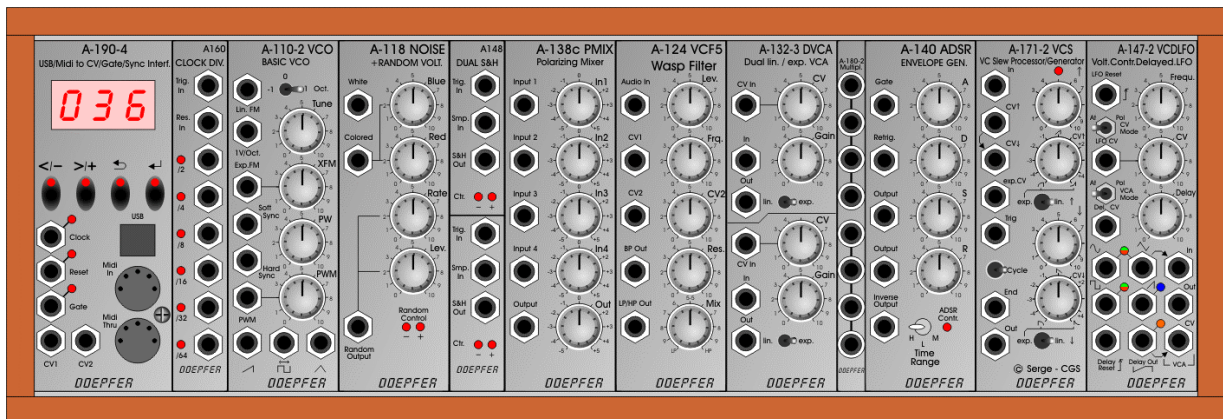 A-190-4
USB/Midi to CV/Gate/Sync Interf.
036
</- >/+
USB
Clock
Midi
In
Reset
Gate
Midi
Thru
CV1 CV2
DOEPFER
A160
CLOCK DIV.
Trig.
In
Res.
In
/2
/4
/8
/16
/32
/64
DOEPFER
A-110-2 VCO
BASIC VCO
0
-1 +1 Oct.
Lin. FM
Tune
1V/Oct.
Exp.FM
XFM
Soft
Sync
PW
Hard
Sync
PWM
PWM
DOEPFER
A-118 NOISE
+RANDOM VOLT.
White
Blue
Colored
Red
Rate
Lev.
Random
Control
- +
Random
Output
DOEPFER
A148
DUAL S&H
Trig.
In
Smp.
In
S&H
Out
Ctr.
- +
Trig.
In
Smp.
In
S&H
Out
Ctr.
- +
DOEPFER
A-138c PMIX
Polarizing Mixer
Input 1
In1
Input 2
In2
Input 3
In3
Input 4
In4
Output
Out
DOEPFER
A-124 VCF5
Wasp Filter
Audio In
Lev.
CV1
Frq.
CV2
CV2
BP Out
Res.
LP/HP Out
Mix
LP HP
DOEPFER
A-132-3 DVCA
Dual lin. / exp. VCA
CV
CV In
Gain
In
Out
lin. exp.
CV
CV In
In
Gain
Out
lin. exp.
DOEPFER
A-180-2
Multipl.
DOEPFER
A-140 ADSR
ENVELOPE GEN.
Gate
A
Retrig.
D
Output
S
Output
R
Inverse
Output
ADSR
Contr.
H L M
Time
Range
DOEPFER
A-171-2 VCS
VC Slew Processor/Generator
In
CV↑
CV↓
exp.CV
exp. lin. ↑
Trig
Cycle
End
Out
exp. lin. ↓
© Serge - CGS
DOEPFER
A-147-2 VCDLFO
Volt.Contr.Delayed.LFO
LFO Reset
Frequ.
At Pol
CV
Mode
LFO CV
CV
At Pol
VCA
Mode
Delay
Del. CV
In
Out
CV
Delay
Reset
Delay Out
VCA
DOEPFER